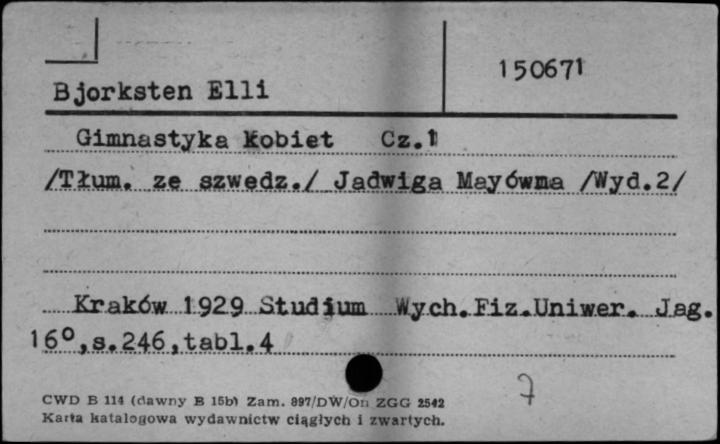 150671
Bjorksten Elli
Gimnastyka kobiet Cz.1
/Tłum. ze szwedz./ Jadwiga Mayówna /Wyd.2/
Kraków 1929 Studium Wych.Fiz.Uniwer. Jag.
16°,s.246,tabl.4
CWD B 114 (dawny B 15b) Zam. 897/DW/On ZGG 2542
Karta katalogowa wydawnictw ciągłych i zwartych.
7